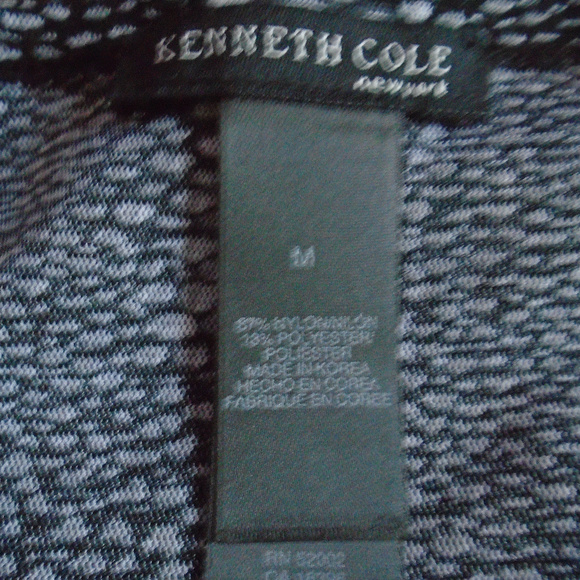 KENNETH COLE
new york
M
87% NYLON/NILÓN
13% POLYESTER/
POLIESTER
MADE IN KOREA
HECHO EN COREA
FABRIQUE EN COREE
RN 52002